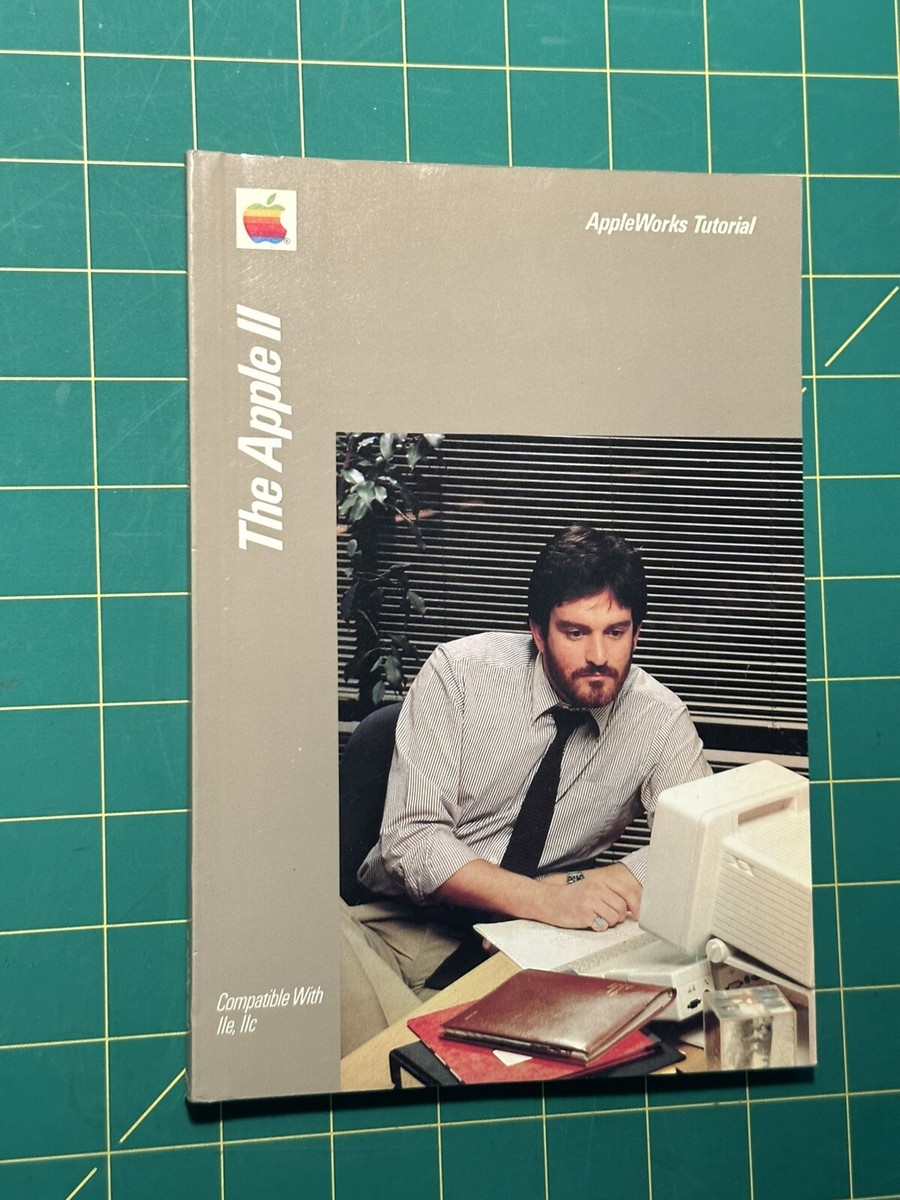 AppleWorks Tutorial
The Apple II
Compatible With
IIe, IIc